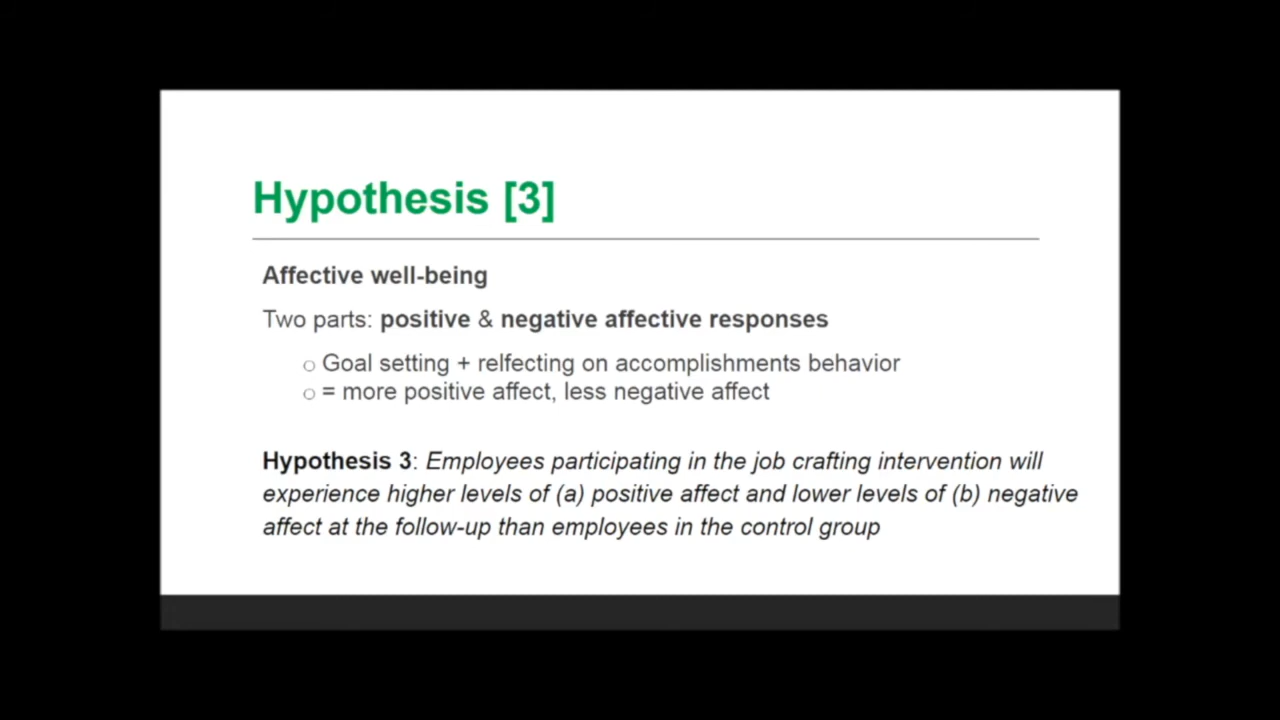 Hypothesis [3]
Affective well-being
Two parts: positive & negative affective responses
○ Goal setting + relfecting on accomplishments behavior
○ = more positive affect, less negative affect
Hypothesis 3: Employees participating in the job crafting intervention will
experience higher levels of (a) positive affect and lower levels of (b) negative
affect at the follow-up than employees in the control group